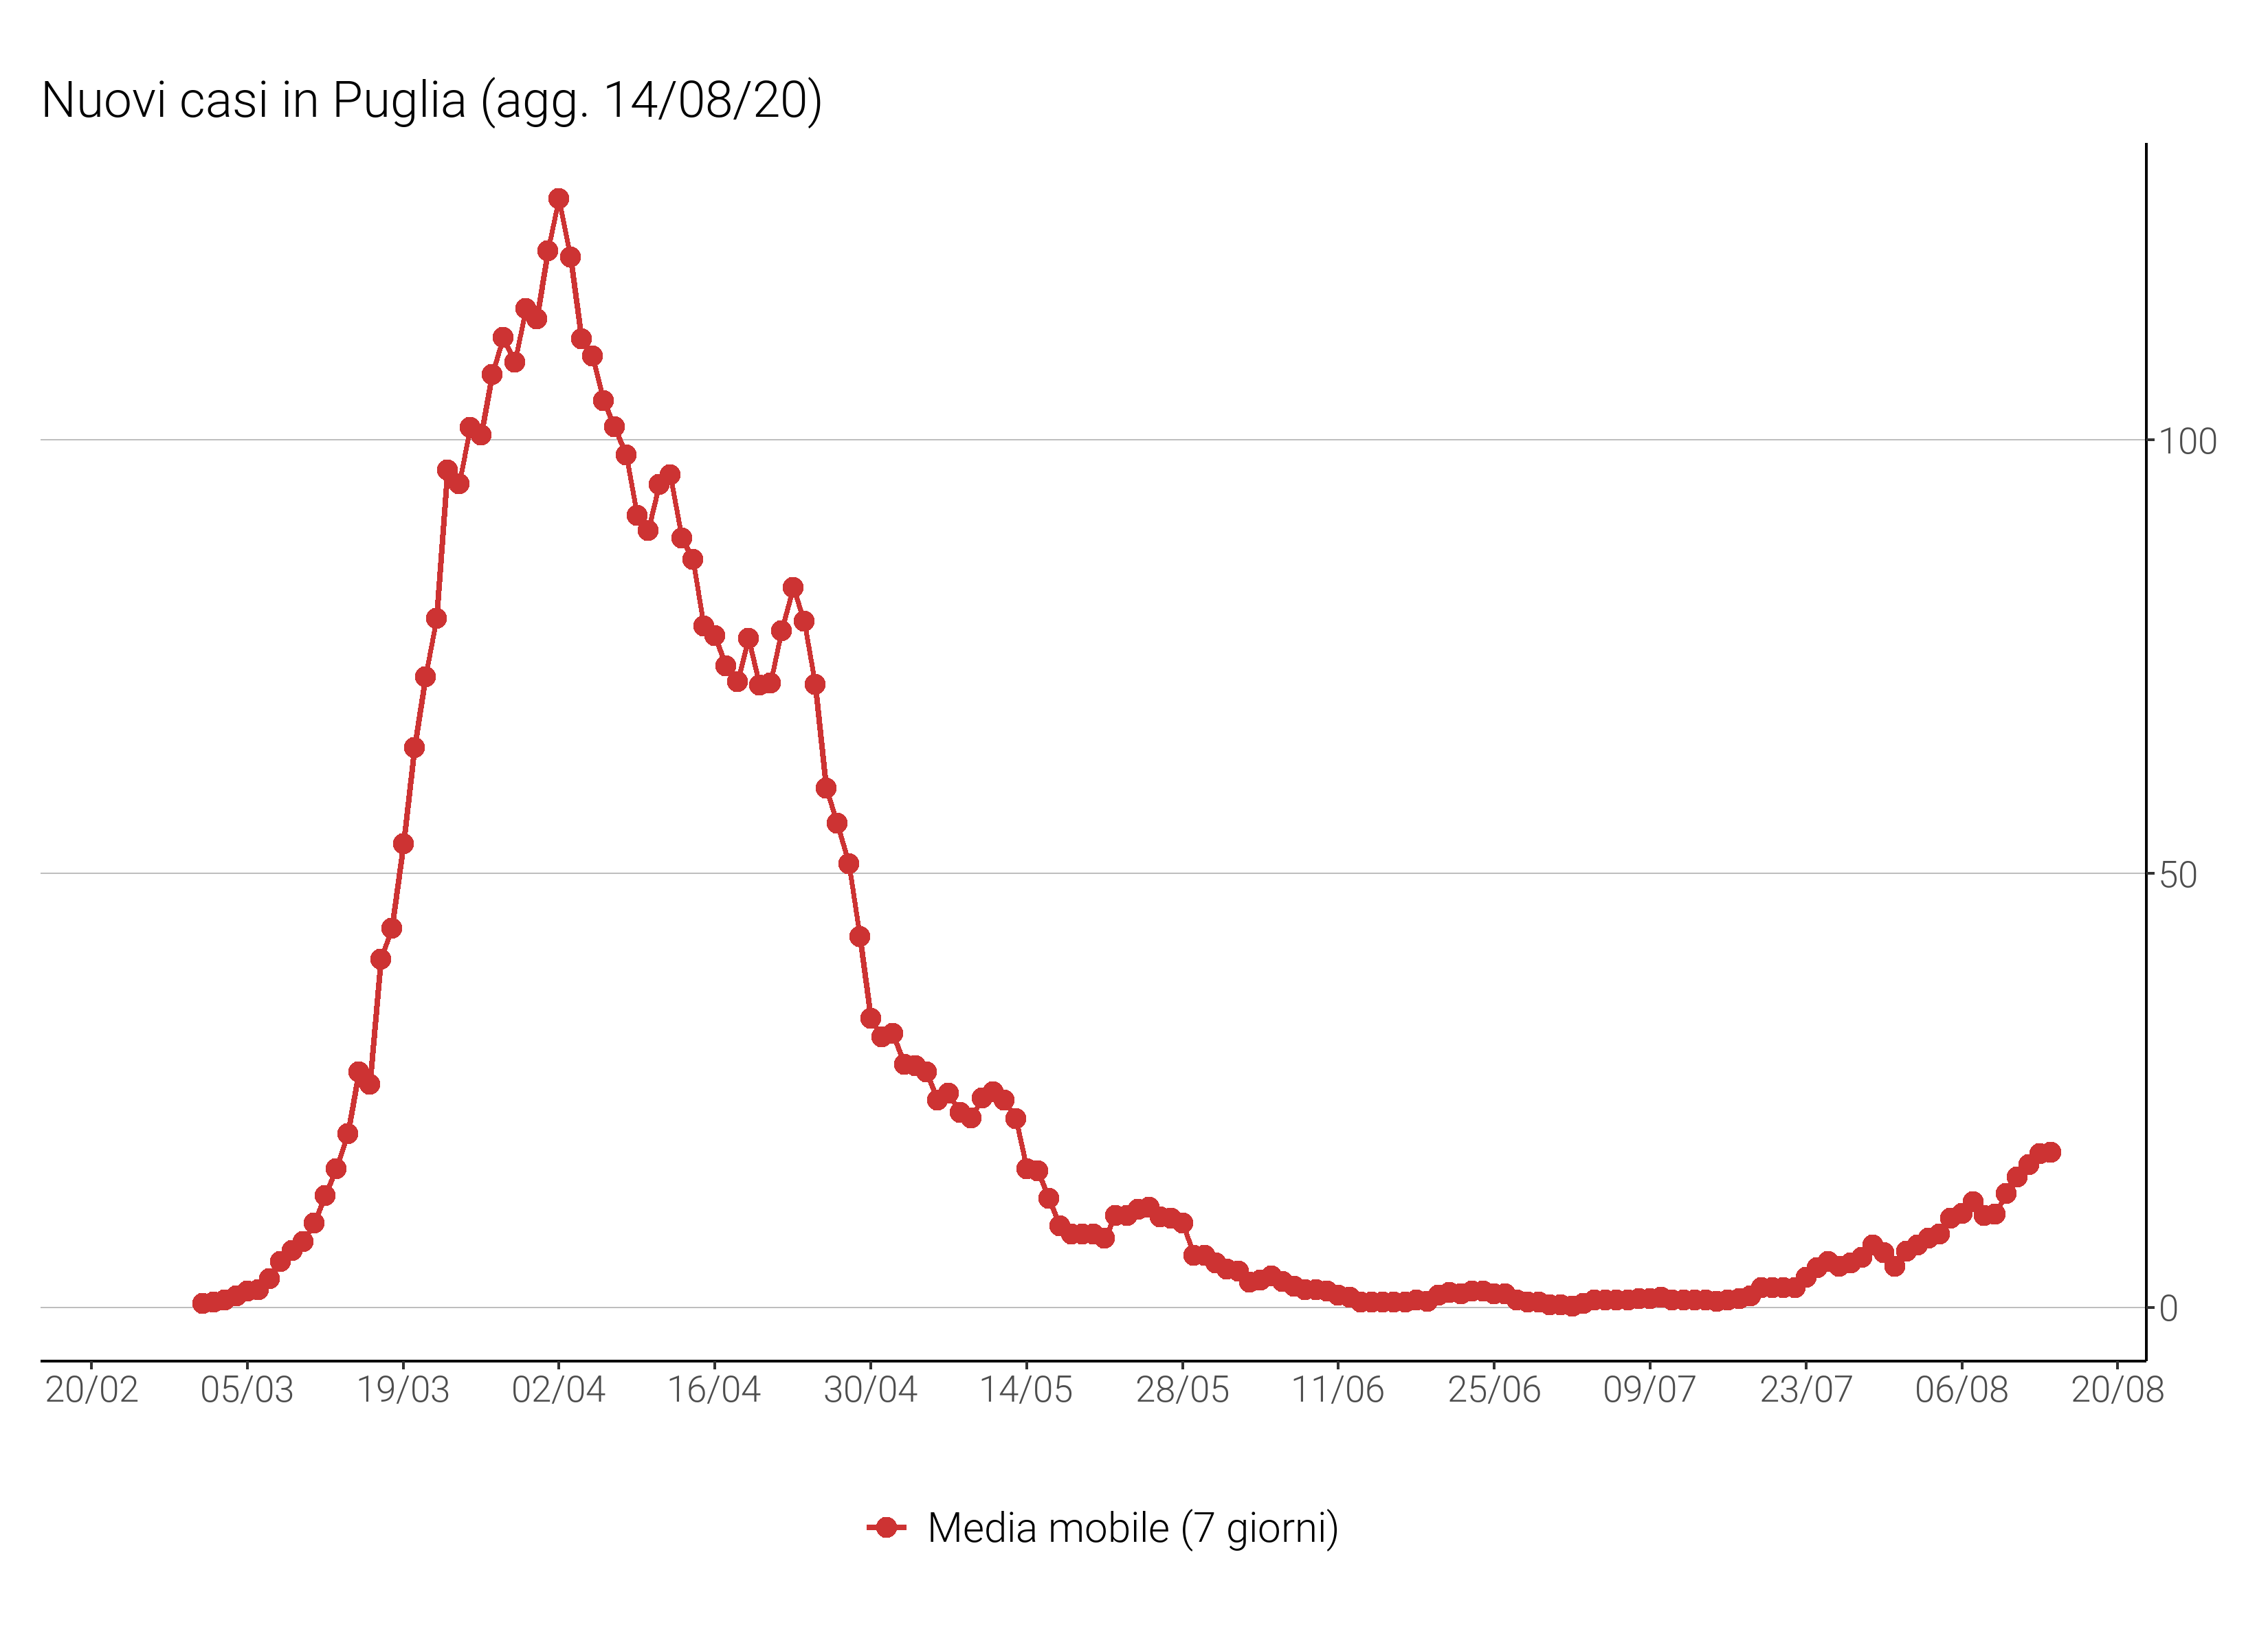 Nuovi casi in Puglia (agg. 14/08/20)
100
50
0
20/02 05/03 19/03 02/04 16/04 30/04 14/05 28/05 11/06 25/06 09/07 23/07 06/08 20/08
Media mobile (7 giorni)